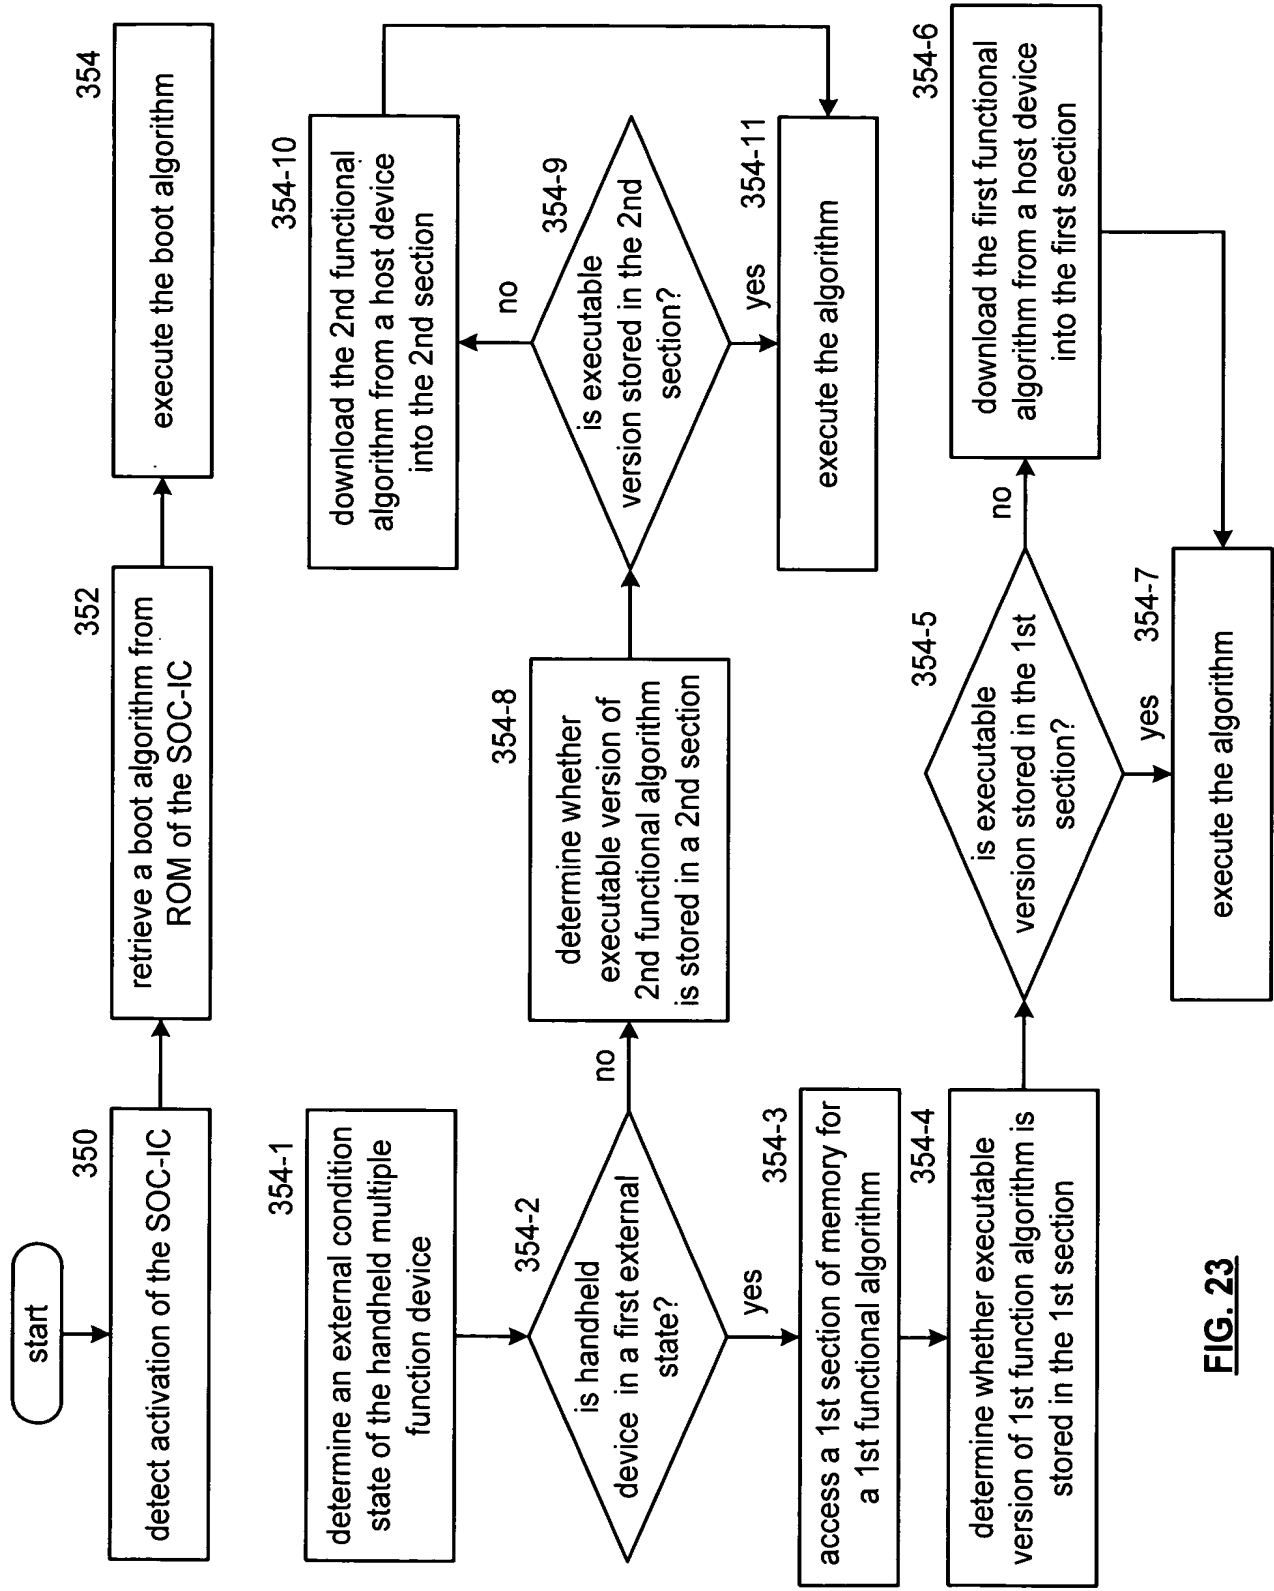 start
350
detect activation of the SOC-IC
352
retrieve a boot algorithm from
ROM of the SOC-IC
354
execute the boot algorithm
354-1
determine an external condition
state of the handheld multiple
function device
354-2
is handheld
device in a first external
state?
no
yes
354-8
determine whether
executable version of
2nd functional algorithm
is stored in a 2nd section
354-9
is executable
version stored in the 2nd
section?
no
yes
354-10
download the 2nd functional
algorithm from a host device
into the 2nd section
354-11
execute the algorithm
354-3
access a 1st section of memory for
a 1st functional algorithm
354-4
determine whether executable
version of 1st function algorithm is
stored in the 1st section
354-5
is executable
version stored in the 1st
section?
no
yes
354-6
download the first functional
algorithm from a host device
into the first section
354-7
execute the algorithm
FIG. 23